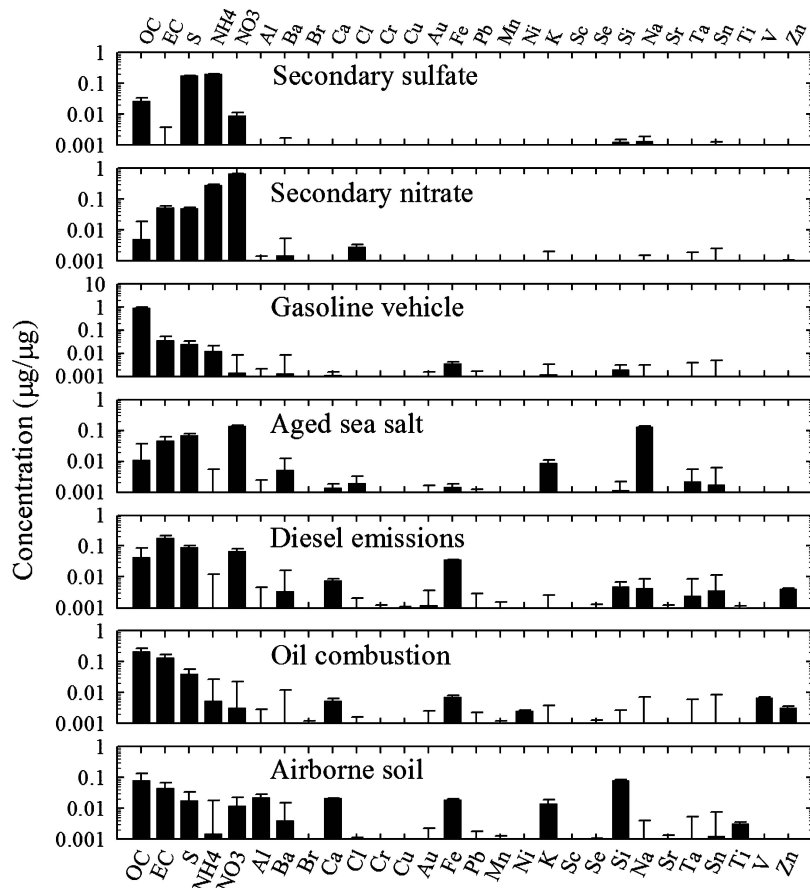 OC EC S NH4 NO3 Al Ba Br Ca Cl Cr Cu Au Fe Pb Mn Ni K Sc Se Si Na Sr Ta Sn Ti V Zn
1
Secondary sulfate
0.1
0.01
0.001
1
Secondary nitrate
0.1
0.01
0.001
10
Gasoline vehicle
1
0.1
0.01
0.001
1
Aged sea salt
0.1
0.01
0.001
1
Diesel emissions
0.1
0.01
0.001
1
Oil combustion
0.1
0.01
0.001
1
Airborne soil
0.1
0.01
0.001
Concentration (μg/μg)
OC EC S NH4 NO3 Al Ba Br Ca Cl Cr Cu Au Fe Pb Mn Ni K Sc Se Si Na Sr Ta Sn Ti V Zn